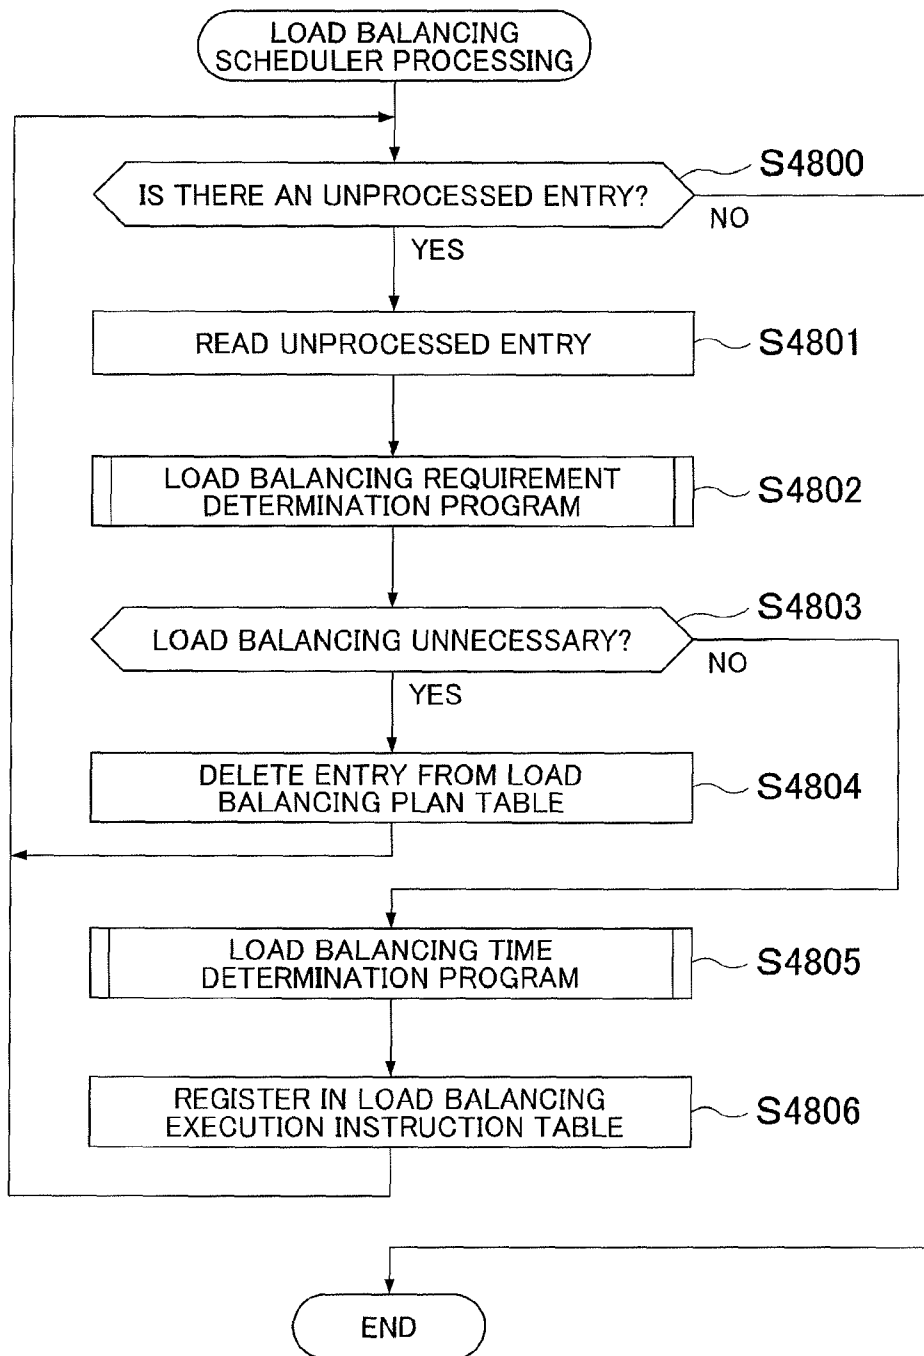 LOAD BALANCING
SCHEDULER PROCESSING
S4800
IS THERE AN UNPROCESSED ENTRY?
NO
YES
READ UNPROCESSED ENTRY
S4801
LOAD BALANCING REQUIREMENT
DETERMINATION PROGRAM
S4802
S4803
LOAD BALANCING UNNECESSARY?
NO
YES
DELETE ENTRY FROM LOAD
BALANCING PLAN TABLE
S4804
LOAD BALANCING TIME
DETERMINATION PROGRAM
S4805
REGISTER IN LOAD BALANCING
EXECUTION INSTRUCTION TABLE
S4806
END